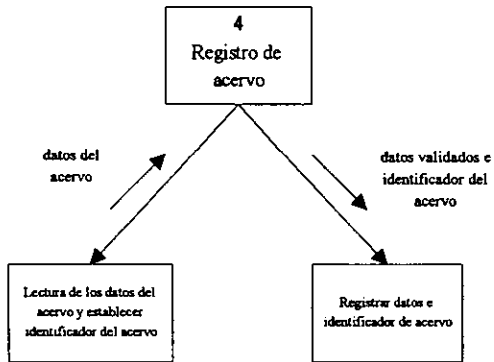 4
Registro de
acervo
datos del
acervo
datos validados e
identificador del
acervo
Lectura de los datos del
acervo y establecer
identificador del acervo
Registrar datos e
identificador de acervo